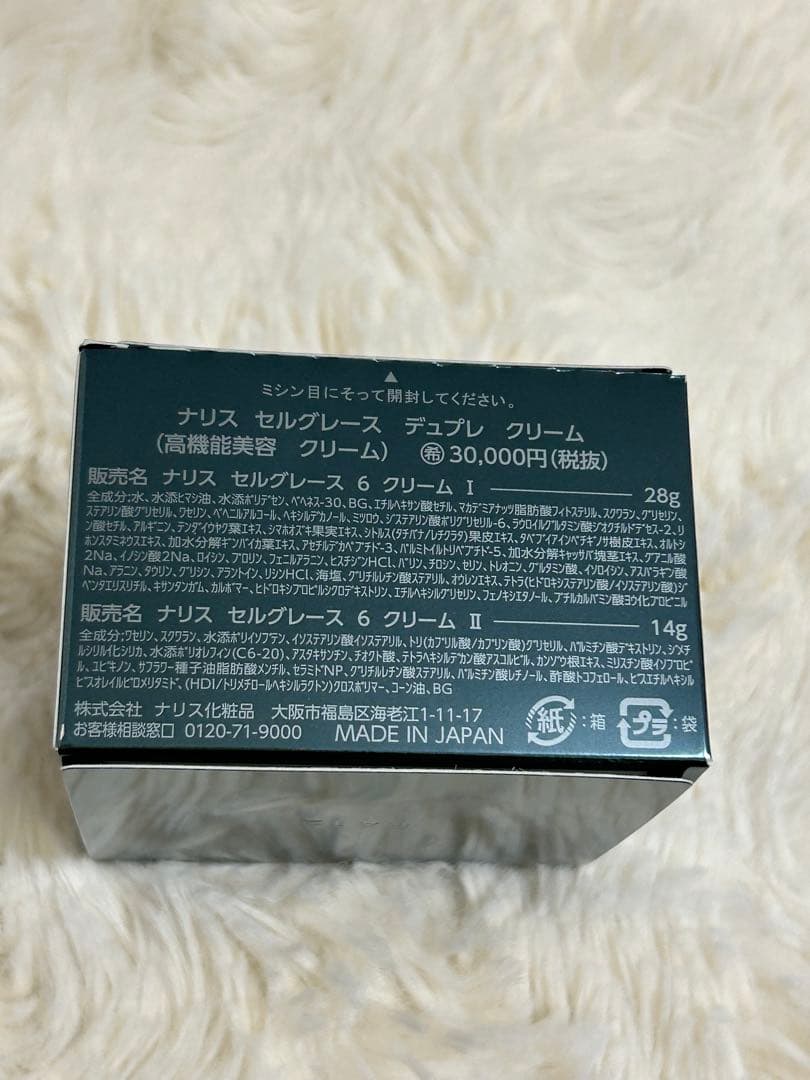 ミシン目にそって開封してください。
ナリス セルグレース デュプレ クリーム
(高機能美容 クリーム) 希 30,000円(税抜)
販売名 ナリス セルグレース 6 クリーム Ⅰ 28g
全成分:水、水添ヒマシ油、水添ポリデセン、ベヘネス-30、BG、エチルヘキサン酸セチル、マカデミアナッツ脂肪酸フィトステリル、スクワラン、グリセリン、
ステアリン酸グリセリル、ワセリン、ベヘニルアルコール、ヘキシルデカノール、ミツロウ、ジステアリン酸ポリグリセリル-6、ラウロイルグルタミン酸ジオクチルドデセス-2、リ
ン酸セチル、アルギニン、テンダイウヤク葉エキス、シマホオズキ果実エキス、シトルス(タチバナ/レチクラタ)果皮エキス、タベブイアインペチギノサ樹皮エキス、オルトシ
ホンスタミネウスエキス、加水分解ギンバイカ葉エキス、アセチルデカペプチド-3、パルミトイルトリペプチド-5、加水分解キャッサバ塊茎エキス、グアニル酸
2Na、イノシン酸2Na、ロイシン、プロリン、フェニルアラニン、ヒスチジンHCl、バリン、チロシン、セリン、トレオニン、グルタミン酸、イソロイシン、アスパラギン酸
Na、アラニン、タウリン、グリシン、アラントイン、リシンHCl、海塩、グリチルレチン酸ステアリル、オウレンエキス、テトラ(ヒドロキシステアリン酸/イソステアリン酸)ジ
ペンタエリスリチル、キサンタンガム、カルボマー、ヒドロキシプロピルシクロデキストリン、エチルヘキシルグリセリン、フェノキシエタノール、ブチルカルバミン酸ヨウ化プロピニル
販売名 ナリス セルグレース 6 クリーム Ⅱ 14g
全成分:ワセリン、スクワラン、水添ポリイソブテン、イソステアリン酸イソステアリル、トリ(カプリル酸/カプリン酸)グリセリル、パルミチン酸デキストリン、ジメチ
ルシリル化シリカ、水添ポリオレフィン(C6-20)、アスタキサンチン、チオクト酸、テトラヘキシルデカン酸アスコルビル、カンゾウ根エキス、ミリスチン酸イソプロピ
ル、ユビキノン、サフラワー種子油脂肪酸メンチル、セラミドNP、グリチルレチン酸ステアリル、パルミチン酸レチノール、酢酸トコフェロール、ビスエチルヘキシル
ビスオレイルピロメリタミド、(HDI/トリメチロールヘキシルラクトン)クロスポリマー、コーン油、BG
株式会社 ナリス化粧品 大阪市福島区海老江1-11-17
お客様相談窓口 0120-71-9000 MADE IN JAPAN
紙:箱 プラ:袋